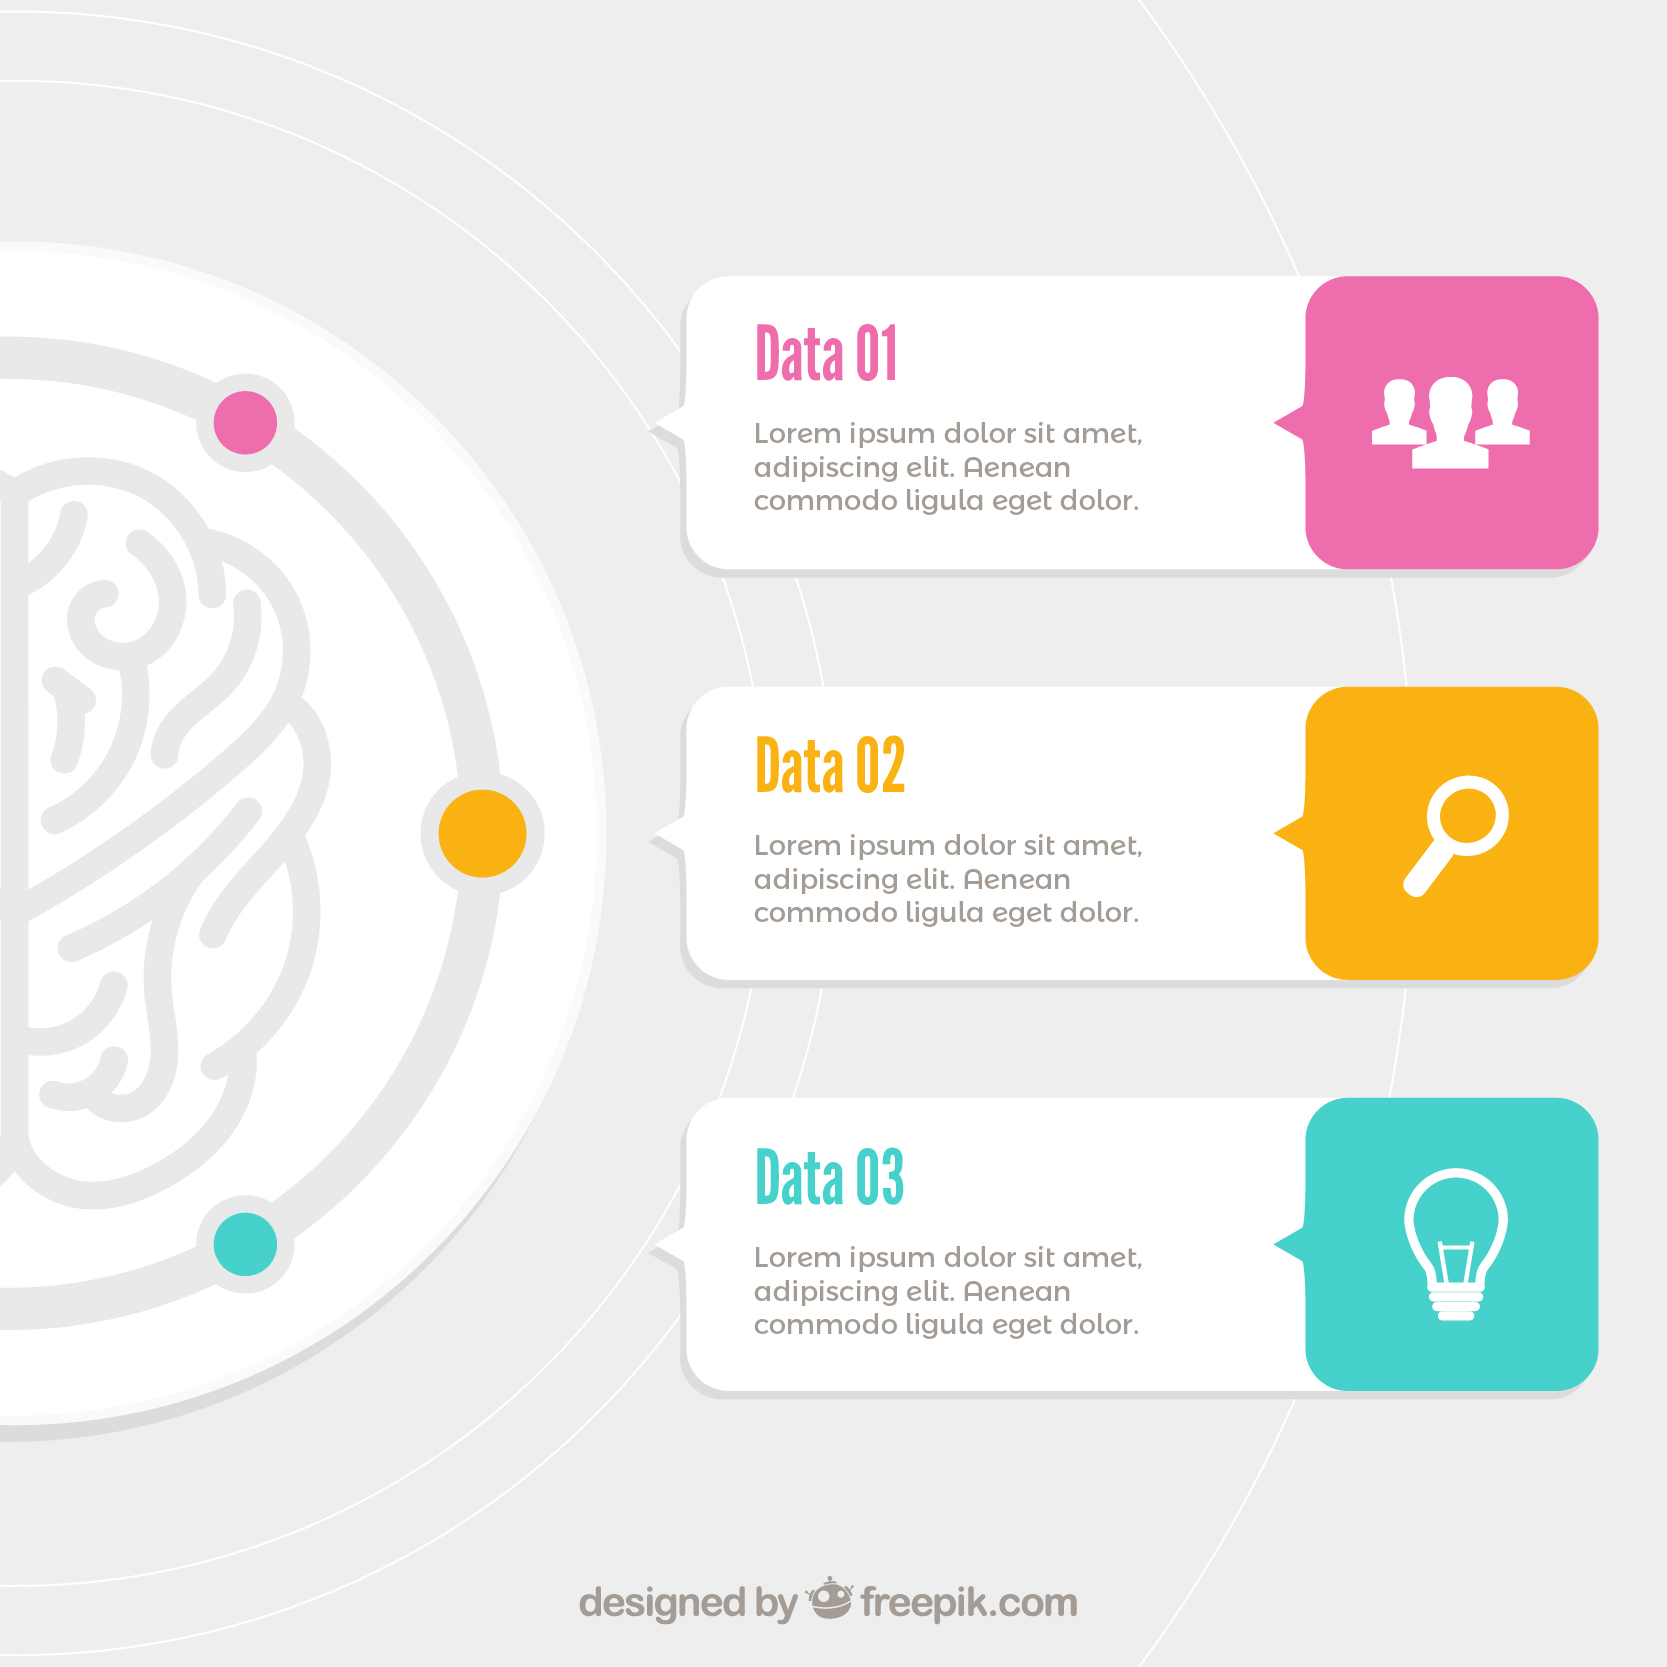 Data 01
Lorem ipsum dolor sit amet,
adipiscing elit. Aenean
commodo ligula eget dolor.
Data 02
Lorem ipsum dolor sit amet,
adipiscing elit. Aenean
commodo ligula eget dolor.
Data 03
Lorem ipsum dolor sit amet,
adipiscing elit. Aenean
commodo ligula eget dolor.
designed by freepik.com